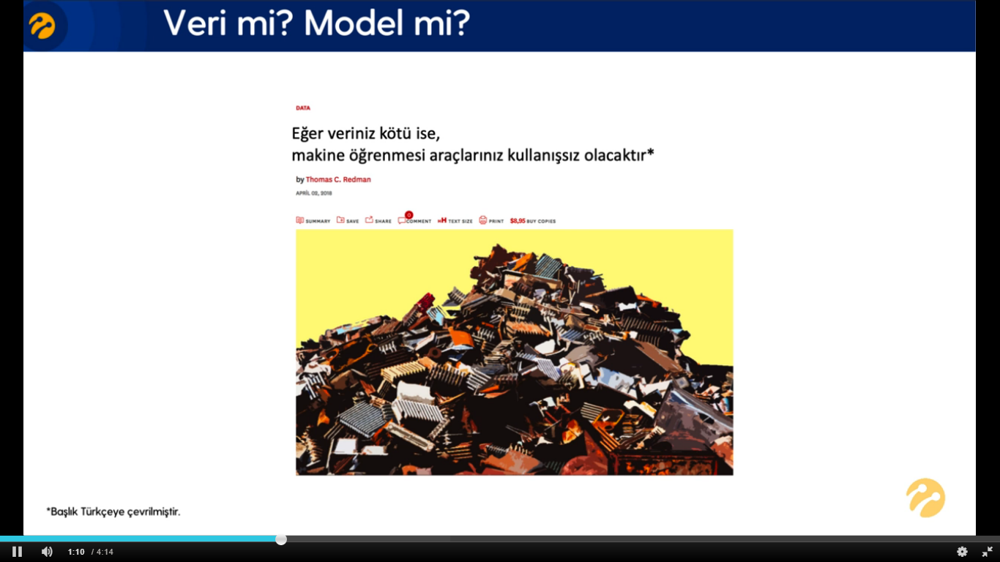 Veri mi? Model mi?
DATA
Eğer veriniz kötü ise,
makine öğrenmesi araçlarınız kullanışsız olacaktır*
by Thomas C. Redman
APRİL 02, 2018
SUMMARY SAVE SHARE 0 COMMENT HH TEXT SIZE PRINT $8,95 BUY COPIES
*Başlık Türkçeye çevrilmiştir.
1:10 / 4:14